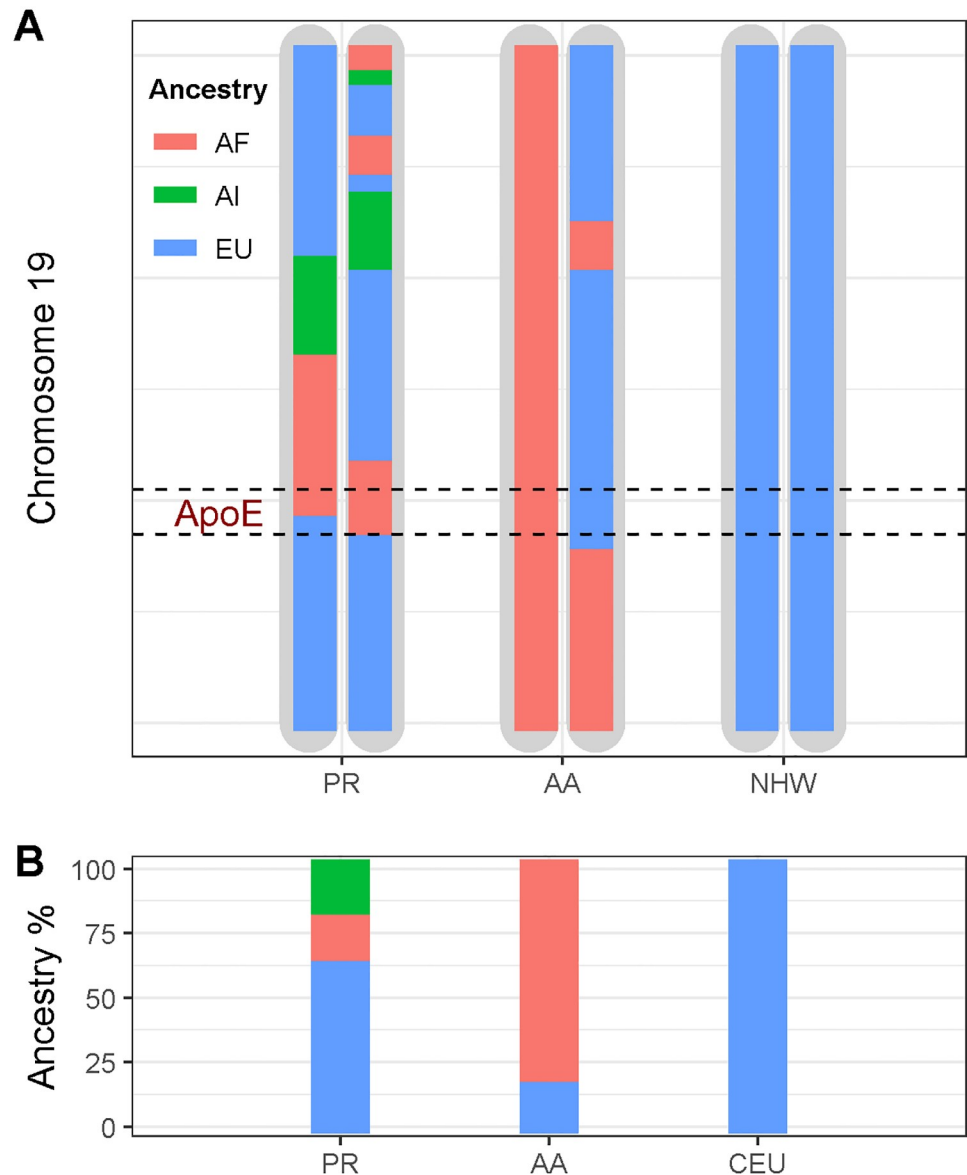 A
Ancestry
AF
AI
EU
Chromosome 19
ApoE
PR AA NHW
B
Ancestry %
100
75
50
25
0
PR AA CEU